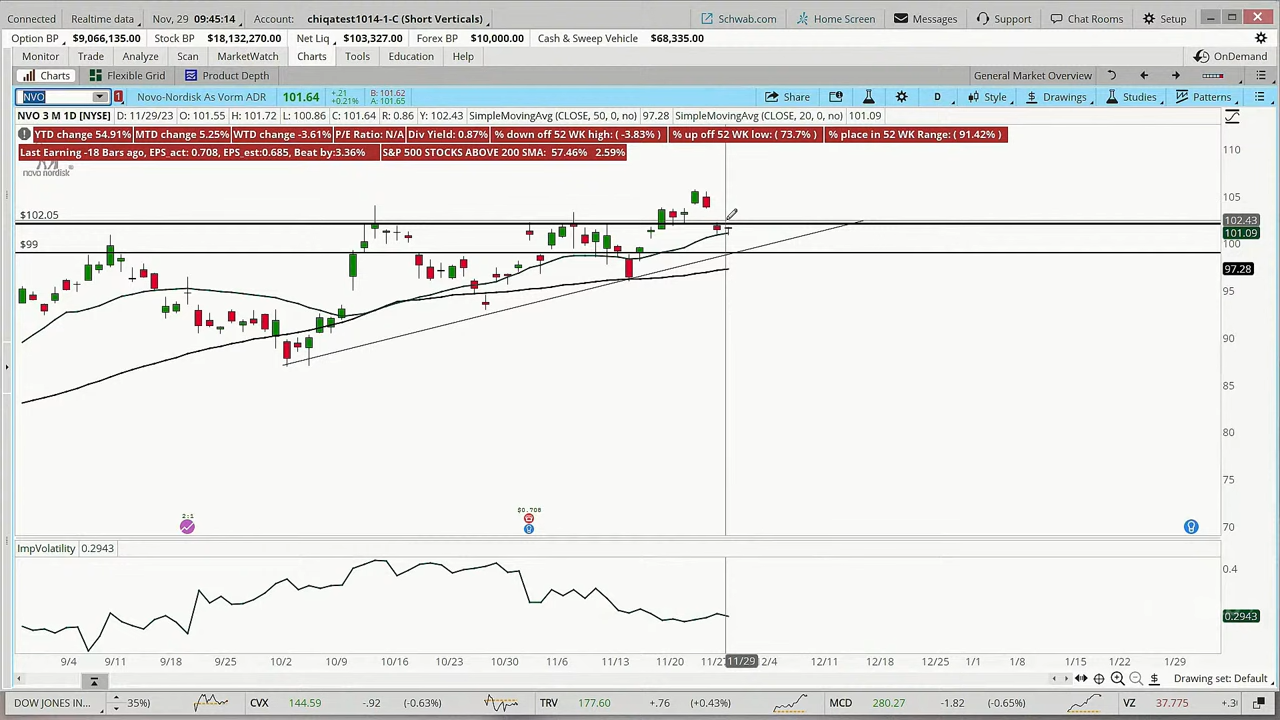 Connected Realtime data Nov, 29 09:45:14 Account: chiqatest1014-1-C (Short Verticals) Schwab.com Home Screen Messages Support Chat Rooms Setup
Option BP $9,066,135.00 Stock BP $18,132,270.00 Net Liq $103,327.00 Forex BP $10,000.00 Cash & Sweep Vehicle $68,335.00
Monitor Trade Analyze Scan MarketWatch Charts Tools Education Help OnDemand
Charts Flexible Grid Product Depth General Market Overview
NVO 1 Novo-Nordisk As Vorm ADR 101.64 +.21 +0.21% B: 101.62 A: 101.65 Share D Style Drawings Studies Patterns
NVO 3 M 1D [NYSE] D: 11/29/23 O: 101.55 H: 101.72 L: 100.86 C: 101.64 R: 0.86 Y: 102.43 SimpleMovingAvg (CLOSE, 50, 0, no) 97.28 SimpleMovingAvg (CLOSE, 20, 0, no) 101.09
YTD change 54.91% MTD change 5.25% WTD change -3.61% P/E Ratio: N/A Div Yield: 0.87% % down off 52 WK high: ( -3.83% ) % up off 52 WK low: ( 73.7% ) % place in 52 WK Range: ( 91.42% )
Last Earning -18 Bars ago, EPS_act: 0.708, EPS_est:0.685, Beat by:3.36% S&P 500 STOCKS ABOVE 200 SMA: 57.46% 2.59%
novo nordisk
110
105
$102.05
102.43
101.09
$99
100
97.28
95
90
85
80
75
70
2:1
$0.708
ImpVolatility 0.2943
0.4
0.2943
9/4 9/11 9/18 9/25 10/2 10/9 10/16 10/23 10/30 11/6 11/13 11/20 11/27 11/29 2/4 12/11 12/18 12/25 1/1 1/8 1/15 1/22 1/29
Drawing set: Default
DOW JONES IN... 35%) CVX 144.59 -.92 (-0.63%) TRV 177.60 +.76 (+0.43%) MCD 280.27 -1.82 (-0.65%) VZ 37.775